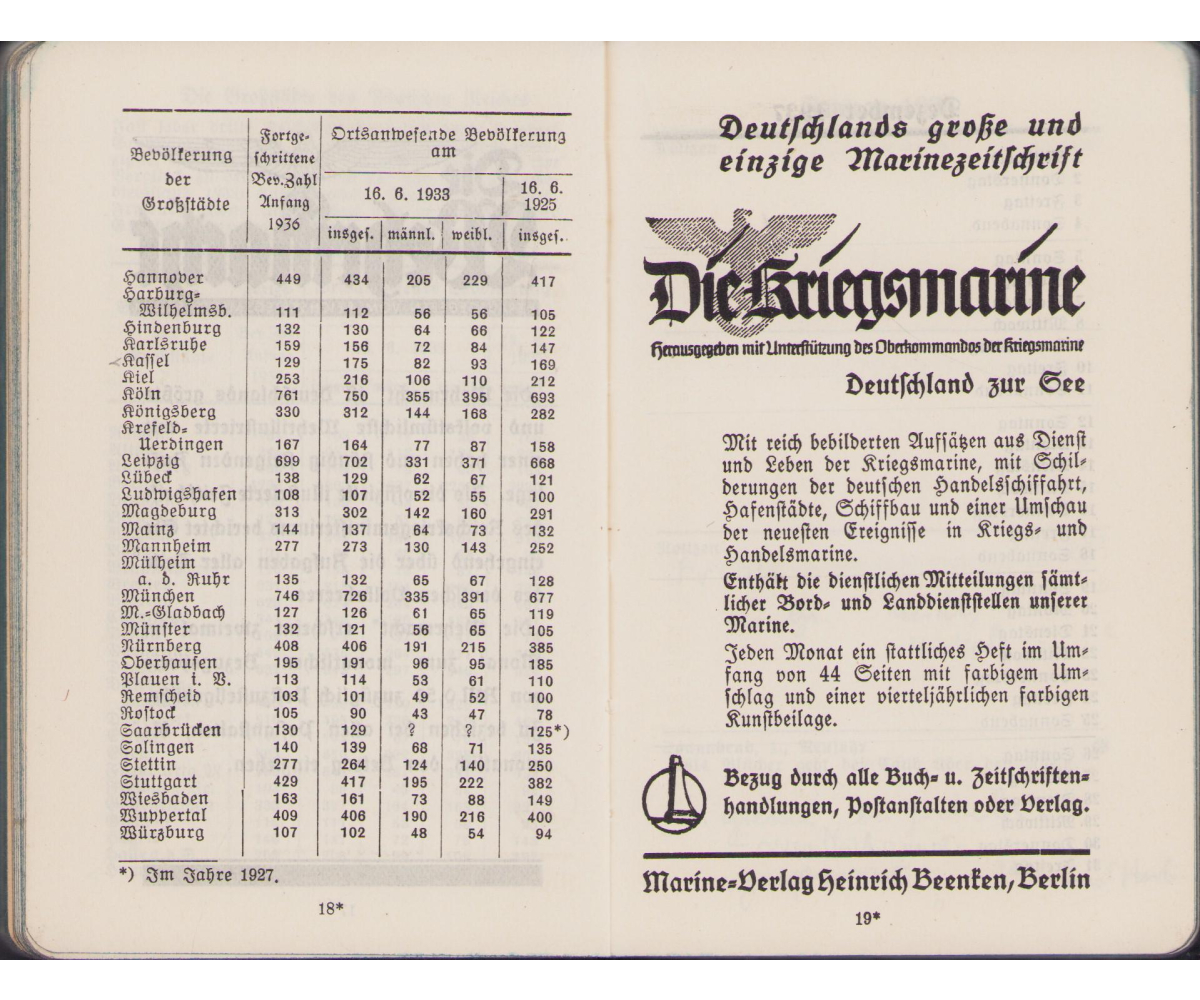 Bevölkerung der Großstädte | Fortgeschrittene Bev.Zahl Anfang 1936 | Ortsanwesende Bevölkerung am
16. 6. 1933 | 16. 6. 1925
insges. | männl. | weibl. | insges.
Hannover 449 434 205 229 417
Harburg-
Wilhelmsb. 111 112 56 56 105
Hindenburg 132 130 64 66 122
Karlsruhe 159 156 72 84 147
Kassel 129 175 82 93 169
Kiel 253 216 106 110 212
Köln 761 750 355 395 693
Königsberg 330 312 144 168 282
Krefeld-
Uerdingen 167 164 77 87 158
Leipzig 699 702 331 371 668
Lübeck 138 129 62 67 121
Ludwigshafen 108 107 52 55 100
Magdeburg 313 302 142 160 291
Mainz 144 137 64 73 132
Mannheim 277 273 130 143 252
Mülheim
a. d. Ruhr 135 132 65 67 128
München 746 726 335 391 677
M.-Gladbach 127 126 61 65 119
Münster 132 121 56 65 105
Nürnberg 408 406 191 215 385
Oberhausen 195 191 96 95 185
Plauen i. V. 113 114 53 61 110
Remscheid 103 101 49 52 100
Rostock 105 90 43 47 78
Saarbrücken 130 129 ? ? 125*)
Solingen 140 139 68 71 135
Stettin 277 264 124 140 250
Stuttgart 429 417 195 222 382
Wiesbaden 163 161 73 88 149
Wuppertal 409 406 190 216 400
Würzburg 107 102 48 54 94
*) Im Jahre 1927.
18*
Deutschlands große und
einzige Marinezeitschrift
Die Kriegsmarine
Herausgegeben mit Unterstützung des Oberkommandos der Kriegsmarine
Deutschland zur See
Mit reich bebilderten Aufsätzen aus Dienst
und Leben der Kriegsmarine, mit Schil-
derungen der deutschen Handelsschiffahrt,
Hafenstädte, Schiffbau und einer Umschau
der neuesten Ereignisse in Kriegs- und
Handelsmarine.
Enthält die dienstlichen Mitteilungen sämt-
licher Bord- und Landdienststellen unserer
Marine.
Jeden Monat ein stattliches Heft im Um-
fang von 44 Seiten mit farbigem Um-
schlag und einer vierteljährlichen farbigen
Kunstbeilage.
Bezug durch alle Buch- u. Zeitschriften-
handlungen, Postanstalten oder Verlag.
Marine-Verlag Heinrich Beenken, Berlin
19*